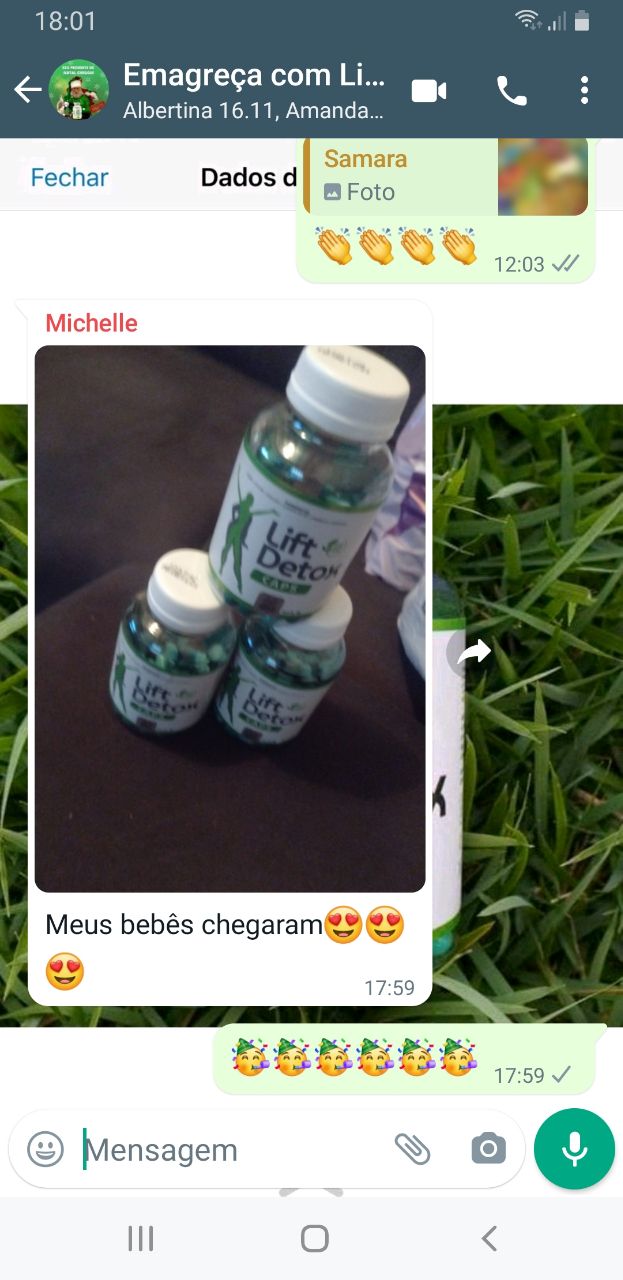 18:01
Emagreça com Li...
Albertina 16.11, Amanda...
Fechar
Dados d
Samara
Foto
12:03
Michelle
Lift
Detox
CAPS
Lift
Detox
Lift
Detox
Meus bebês chegaram
17:59
17:59
Mensagem